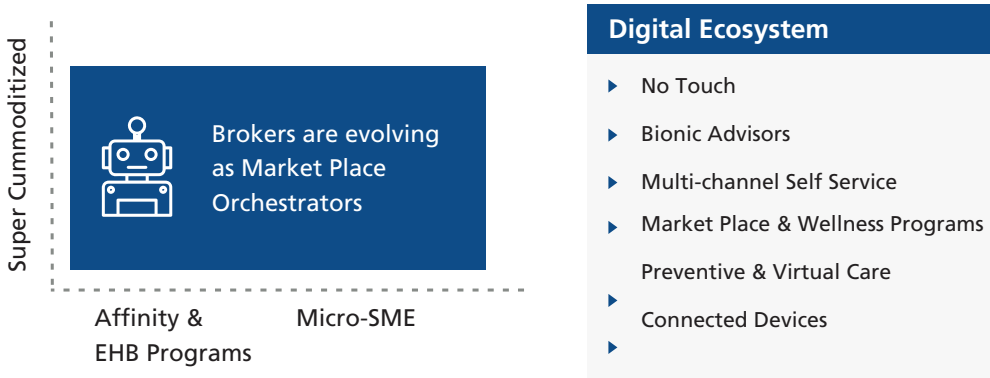 Super Cummoditized
Brokers are evolving
as Market Place
Orchestrators
Affinity &
EHB Programs
Micro-SME
Digital Ecosystem
No Touch
Bionic Advisors
Multi-channel Self Service
Market Place & Wellness Programs
Preventive & Virtual Care
Connected Devices